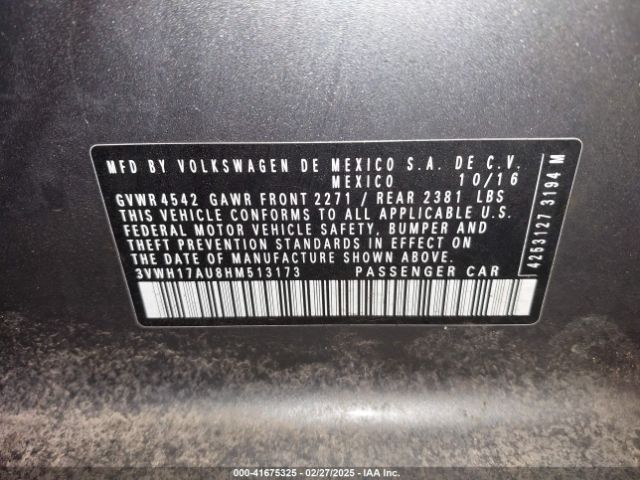 MFD BY VOLKSWAGEN DE MEXICO S.A. DE C.V.
MEXICO 10/16
GVWR 4542 GAWR FRONT 2271 / REAR 2381 LBS
THIS VEHICLE CONFORMS TO ALL APPLICABLE U.S.
FEDERAL MOTOR VEHICLE SAFETY, BUMPER AND
THEFT PREVENTION STANDARDS IN EFFECT ON THE
DATE OF MANUFACTURE SHOWN ABOVE.
3VWH17AU8HM513173 PASSENGER CAR
4263127 3194 M
000-41675325 - 02/27/2025 - IAA Inc.